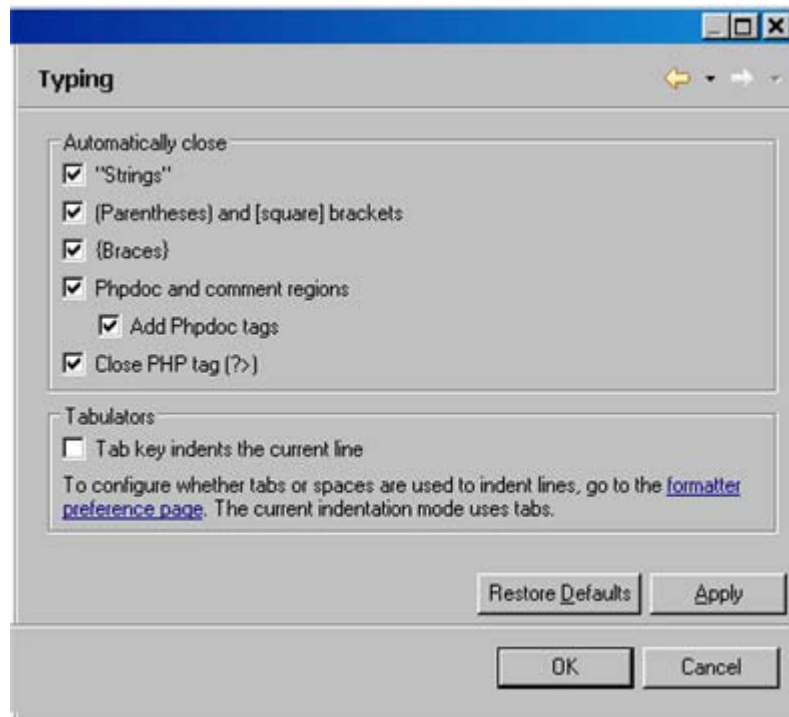 Typing
Automatically close
"Strings"
(Parentheses) and [square] brackets
{Braces}
Phpdoc and comment regions
Add Phpdoc tags
Close PHP tag (?>)
Tabulators
Tab key indents the current line
To configure whether tabs or spaces are used to indent lines, go to the formatter
preference page. The current indentation mode uses tabs.
Restore Defaults
Apply
OK
Cancel